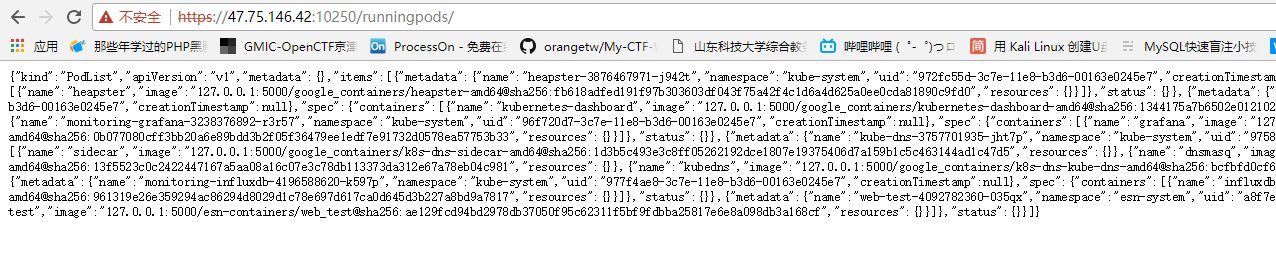 不安全 https://47.75.146.42:10250/runningpods/
应用 那些年学过的PHP黑 GMIC-OpenCTF京津 ProcessOn - 免费在 orangetw/My-CTF- 山东科技大学综合教 哔哩哔哩 ( ゜- ゜)つロ 简 用 Kali Linux 创建U盘 MySQL快速盲注小技
{"kind":"PodList","apiVersion":"v1","metadata":{},"items":[{"metadata":{"name":"heapster-3876467971-j942t","namespace":"kube-system","uid":"972fc55d-3c7e-11e8-b3d6-00163e0245e7","creationTimestam
[{"name":"heapster","image":"127.0.0.1:5000/google_containers/heapster-amd64@sha256:fb618adfed191f97b303603df043f75a42f4c1d6a4d625a0ee0cda81890c9fd0","resources":{}}]},"status":{}},{"metadata":{"
b3d6-00163e0245e7","creationTimestamp":null},"spec":{"containers":[{"name":"kubernetes-dashboard","image":"127.0.0.1:5000/google_containers/kubernetes-dashboard-amd64@sha256:1344175a7b6502e012102
{"name":"monitoring-grafana-3238376892-r3r57","namespace":"kube-system","uid":"96f720d7-3c7e-11e8-b3d6-00163e0245e7","creationTimestamp":null},"spec":{"containers":[{"name":"grafana","image":"127
amd64@sha256:0b077080cff3bb20a6e89bdd3b2f05f36479ee1edf7e91732d0578ea57753b33","resources":{}}]},"status":{}},{"metadata":{"name":"kube-dns-3757701935-jht7p","namespace":"kube-system","uid":"9758
[{"name":"sidecar","image":"127.0.0.1:5000/google_containers/k8s-dns-sidecar-amd64@sha256:1d3b5c493e3c8ff05262192dce1807e19375406d7a159b1c5c463144ad1c47d5","resources":{}},{"name":"dnsmasq","imag
amd64@sha256:13f5523c0c2422447167a5aa08a16c07e3c78db113373da312e67a78eb04c981","resources":{}},{"name":"kubedns","image":"127.0.0.1:5000/google_containers/k8s-dns-kube-dns-amd64@sha256:bcfbfd0cf6
{"metadata":{"name":"monitoring-influxdb-4196588620-k597p","namespace":"kube-system","uid":"977f4ae8-3c7e-11e8-b3d6-00163e0245e7","creationTimestamp":null},"spec":{"containers":[{"name":"influxdb
amd64@sha256:961319e26e359294ac86294d8029d1c78e697d617ca0d645d3b227a8bd9a7817","resources":{}}]},"status":{}},{"metadata":{"name":"web-test-4092782360-035qx","namespace":"esn-system","uid":"a8f7e
test","image":"127.0.0.1:5000/esn-containers/web_test@sha256:ae129fcd94bd2978db37050f95c62311f5bf9fdbba25817e6e8a098db3a168cf","resources":{}}]},"status":{}}]}